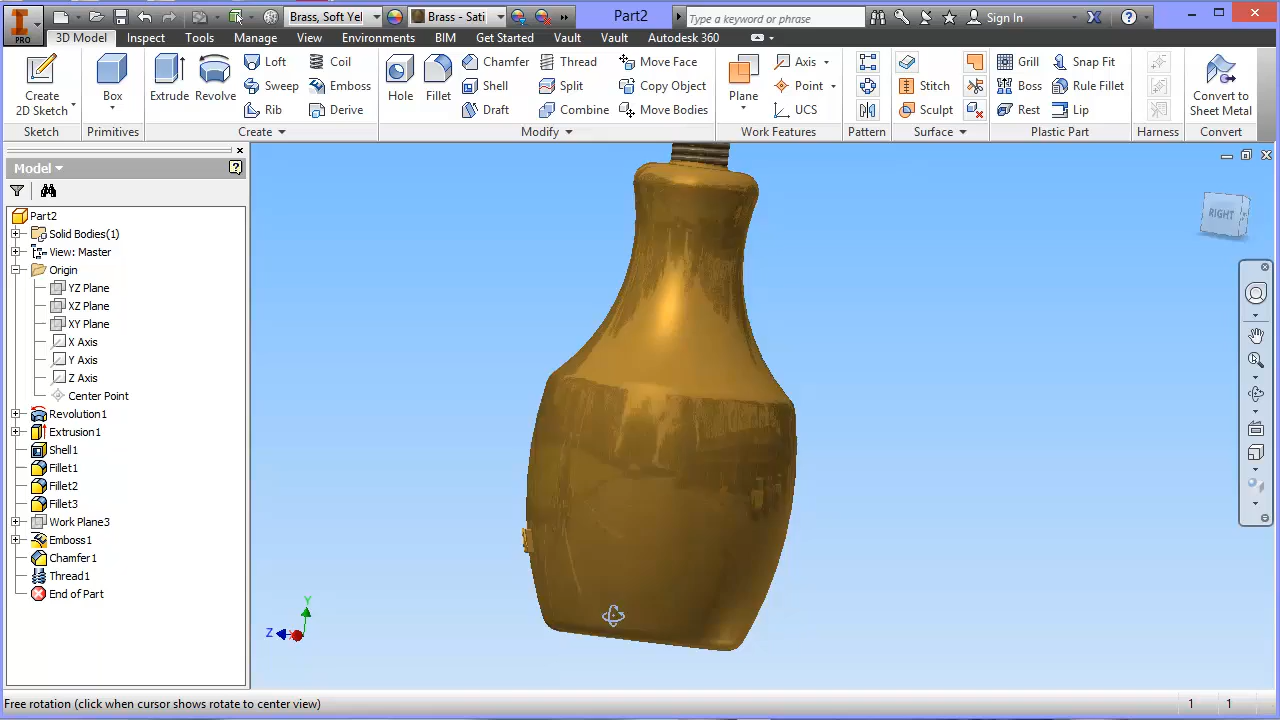 Brass, Soft Yel
Brass - Sati
Part2
Type a keyword or phrase
Sign In
PRO
3D Model
Inspect
Tools
Manage
View
Environments
BIM
Get Started
Vault
Vault
Autodesk 360
Create
2D Sketch
Box
Extrude
Revolve
Loft
Sweep
Rib
Coil
Emboss
Derive
Hole
Fillet
Chamfer
Shell
Draft
Thread
Split
Combine
Move Face
Copy Object
Move Bodies
Plane
Axis
Point
UCS
Stitch
Sculpt
Grill
Boss
Rest
Snap Fit
Rule Fillet
Lip
Convert to
Sheet Metal
Sketch
Primitives
Create
Modify
Work Features
Pattern
Surface
Plastic Part
Harness
Convert
Model
Part2
Solid Bodies(1)
View: Master
Origin
YZ Plane
XZ Plane
XY Plane
X Axis
Y Axis
Z Axis
Center Point
Revolution1
Extrusion1
Shell1
Fillet1
Fillet2
Fillet3
Work Plane3
Emboss1
Chamfer1
Thread1
End of Part
RIGHT
Y
Z
Free rotation (click when cursor shows rotate to center view)
1
1